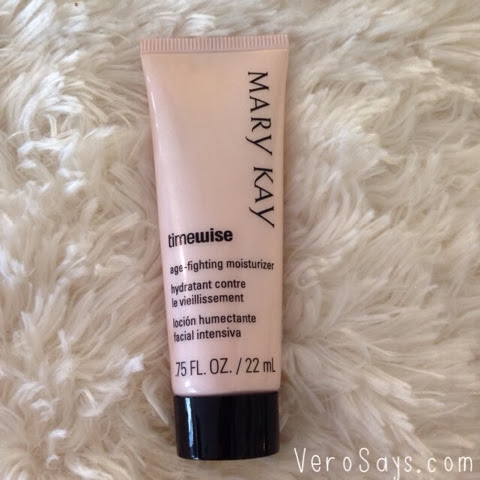 MARY KAY
timewise
age-fighting moisturizer
hydratant contre
le vieillissement
loción humectante
facial intensiva
.75 FL. OZ. / 22 mL
VeroSays.com